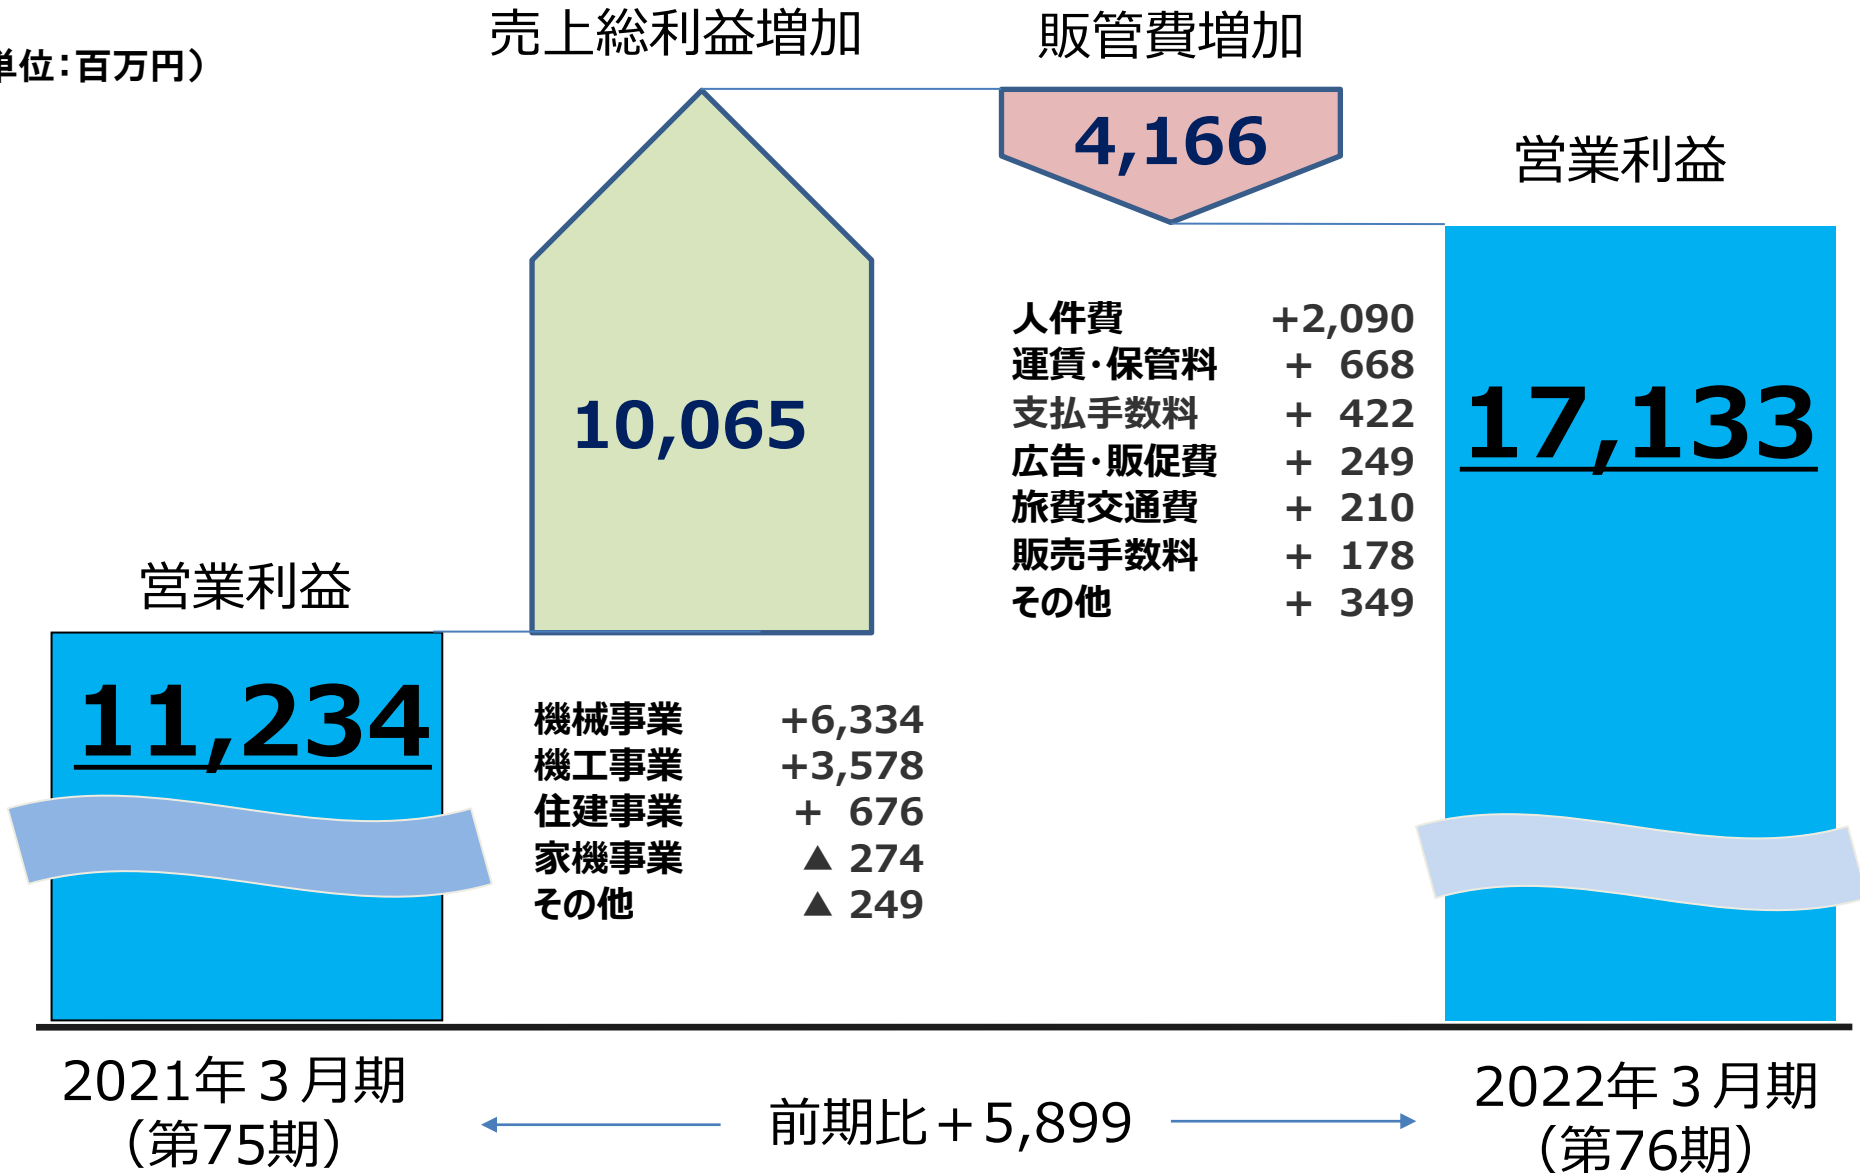 売上総利益増加
販管費増加
単位：百万円）
4,166
営業利益
人件費 +2,090
運賃・保管料 + 668
支払手数料 + 422
広告・販促費 + 249
旅費交通費 + 210
販売手数料 + 178
その他 + 349
10,065
17,133
営業利益
11,234
機械事業 +6,334
機工事業 +3,578
住建事業 + 676
家機事業 ▲ 274
その他 ▲ 249
2021年３月期
（第75期）
前期比＋5,899
2022年３月期
（第76期）